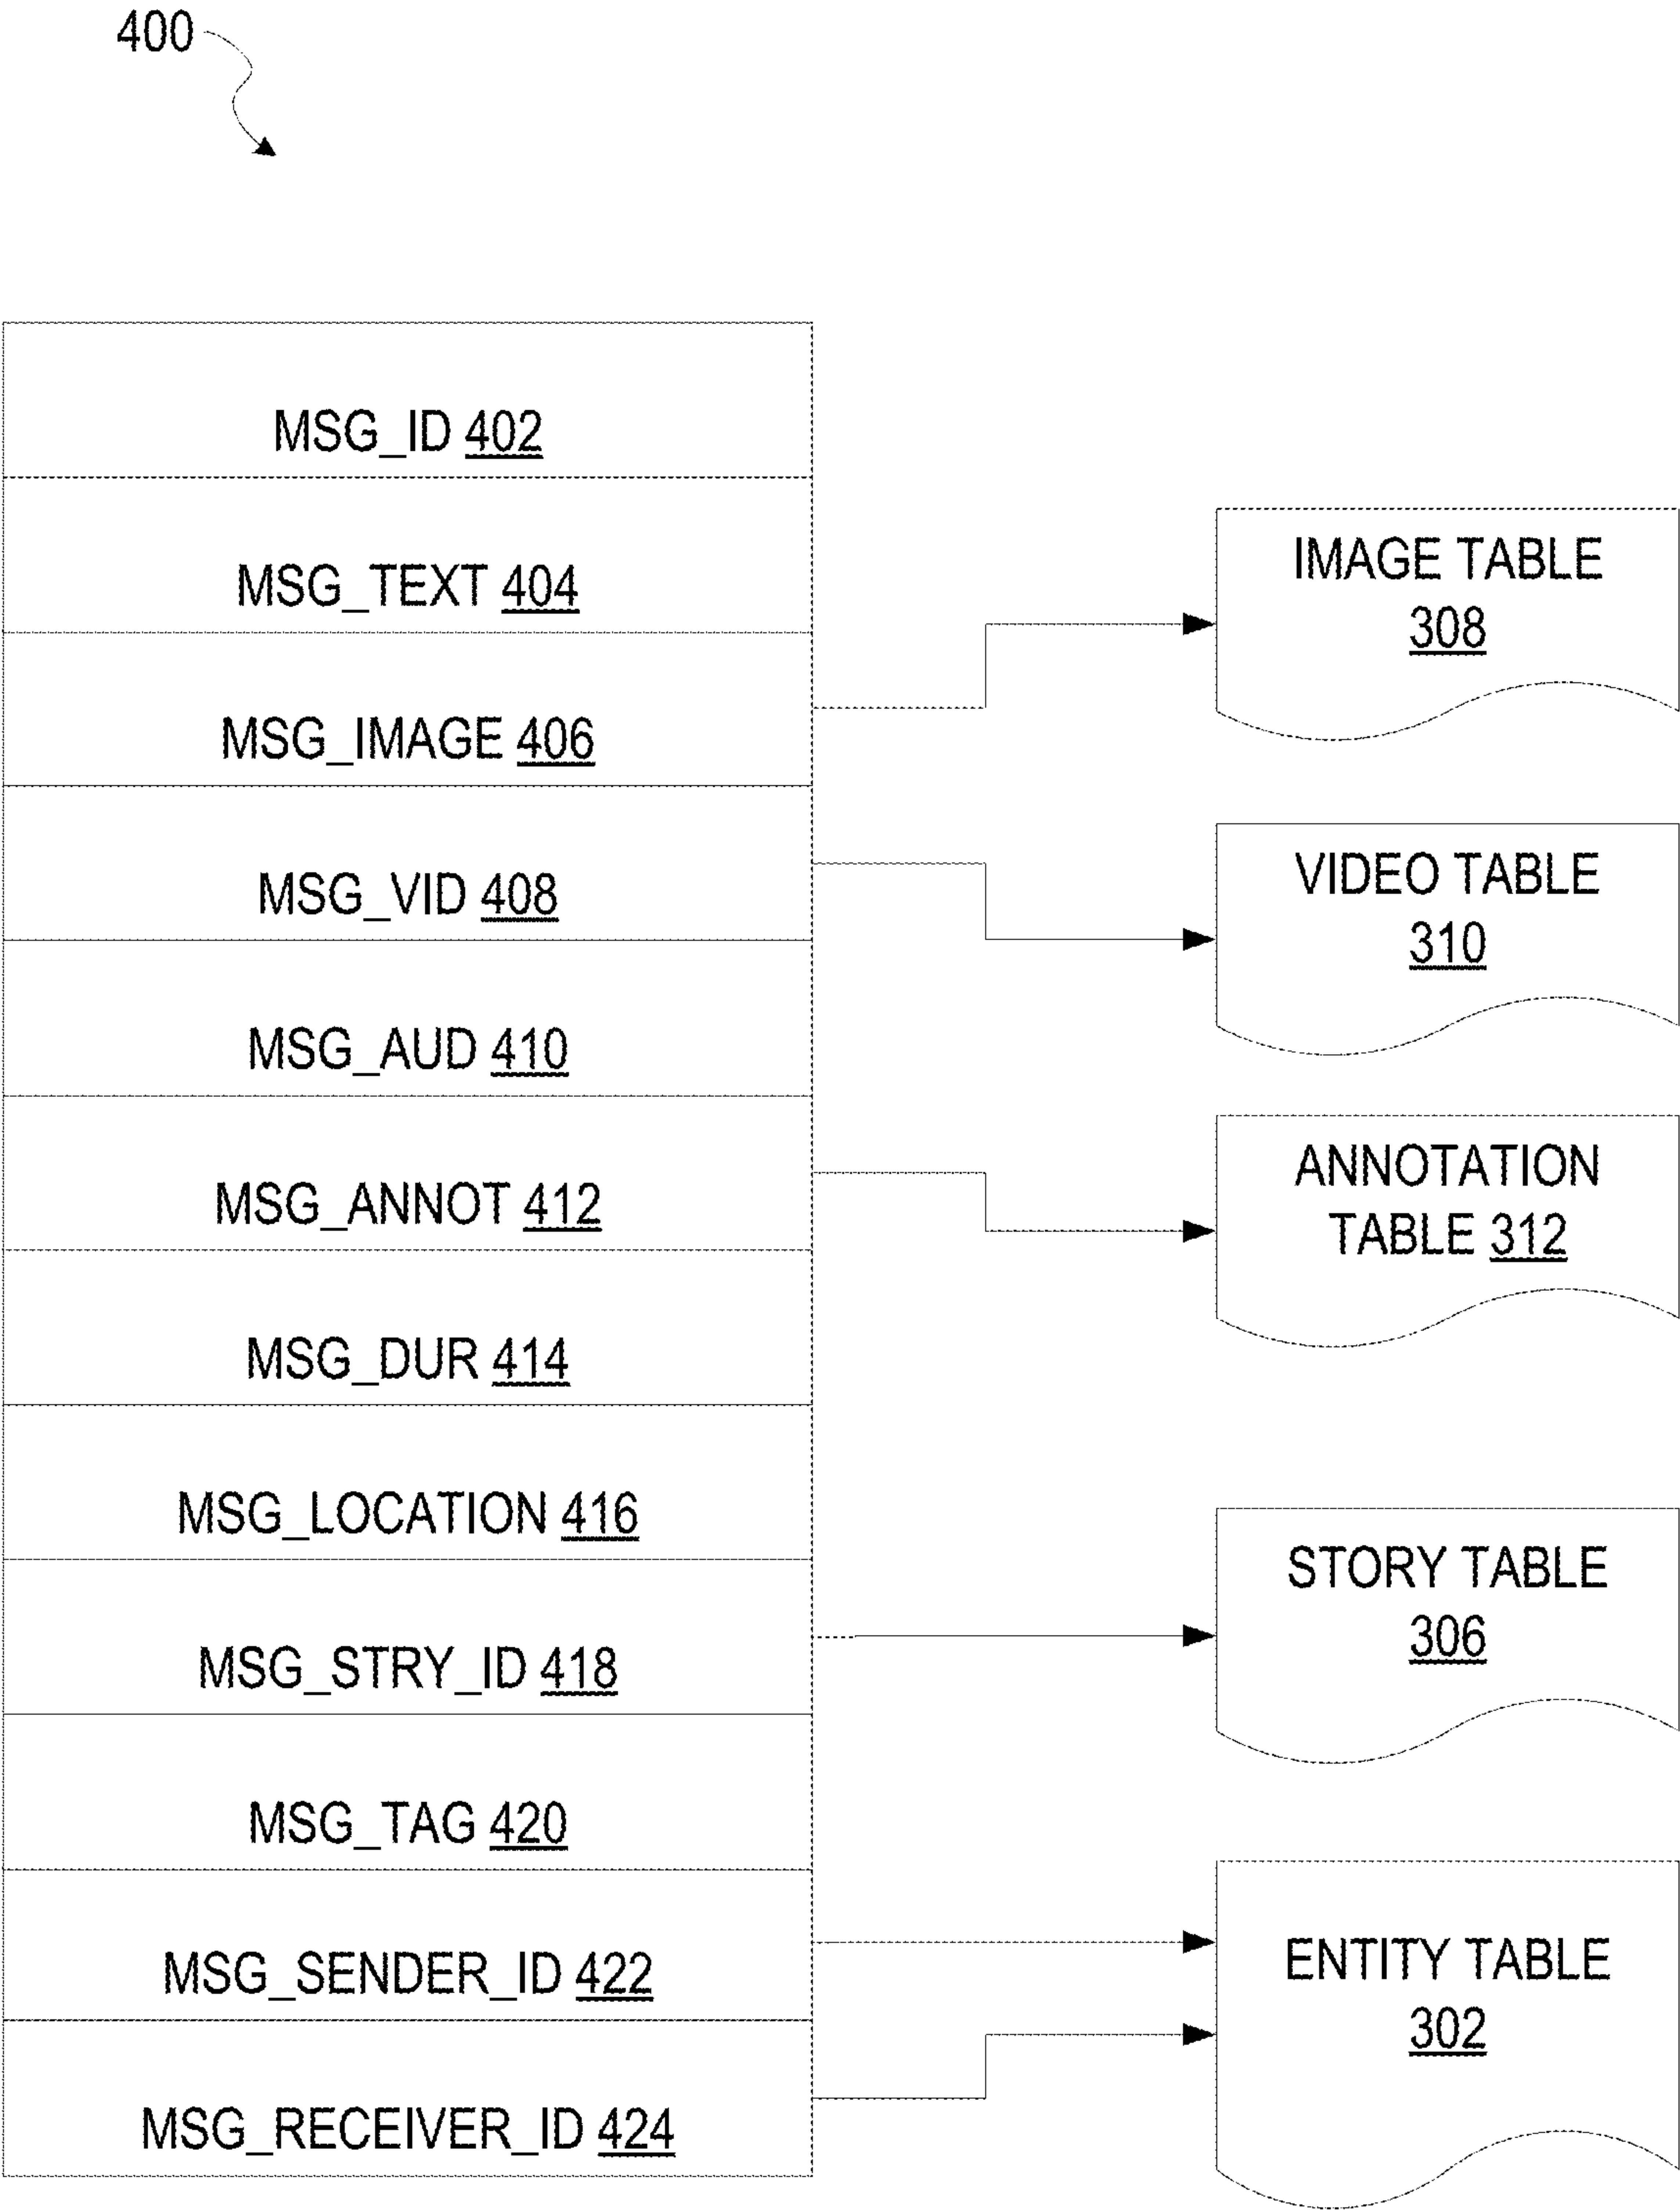 400
MSG_ID 402
MSG_TEXT 404
MSG_IMAGE 406
MSG_VID 408
MSG_AUD 410
MSG_ANNOT 412
MSG_DUR 414
MSG_LOCATION 416
MSG_STRY_ID 418
MSG_TAG 420
MSG_SENDER_ID 422
MSG_RECEIVER_ID 424
IMAGE TABLE
308
VIDEO TABLE
310
ANNOTATION
TABLE 312
STORY TABLE
306
ENTITY TABLE
302